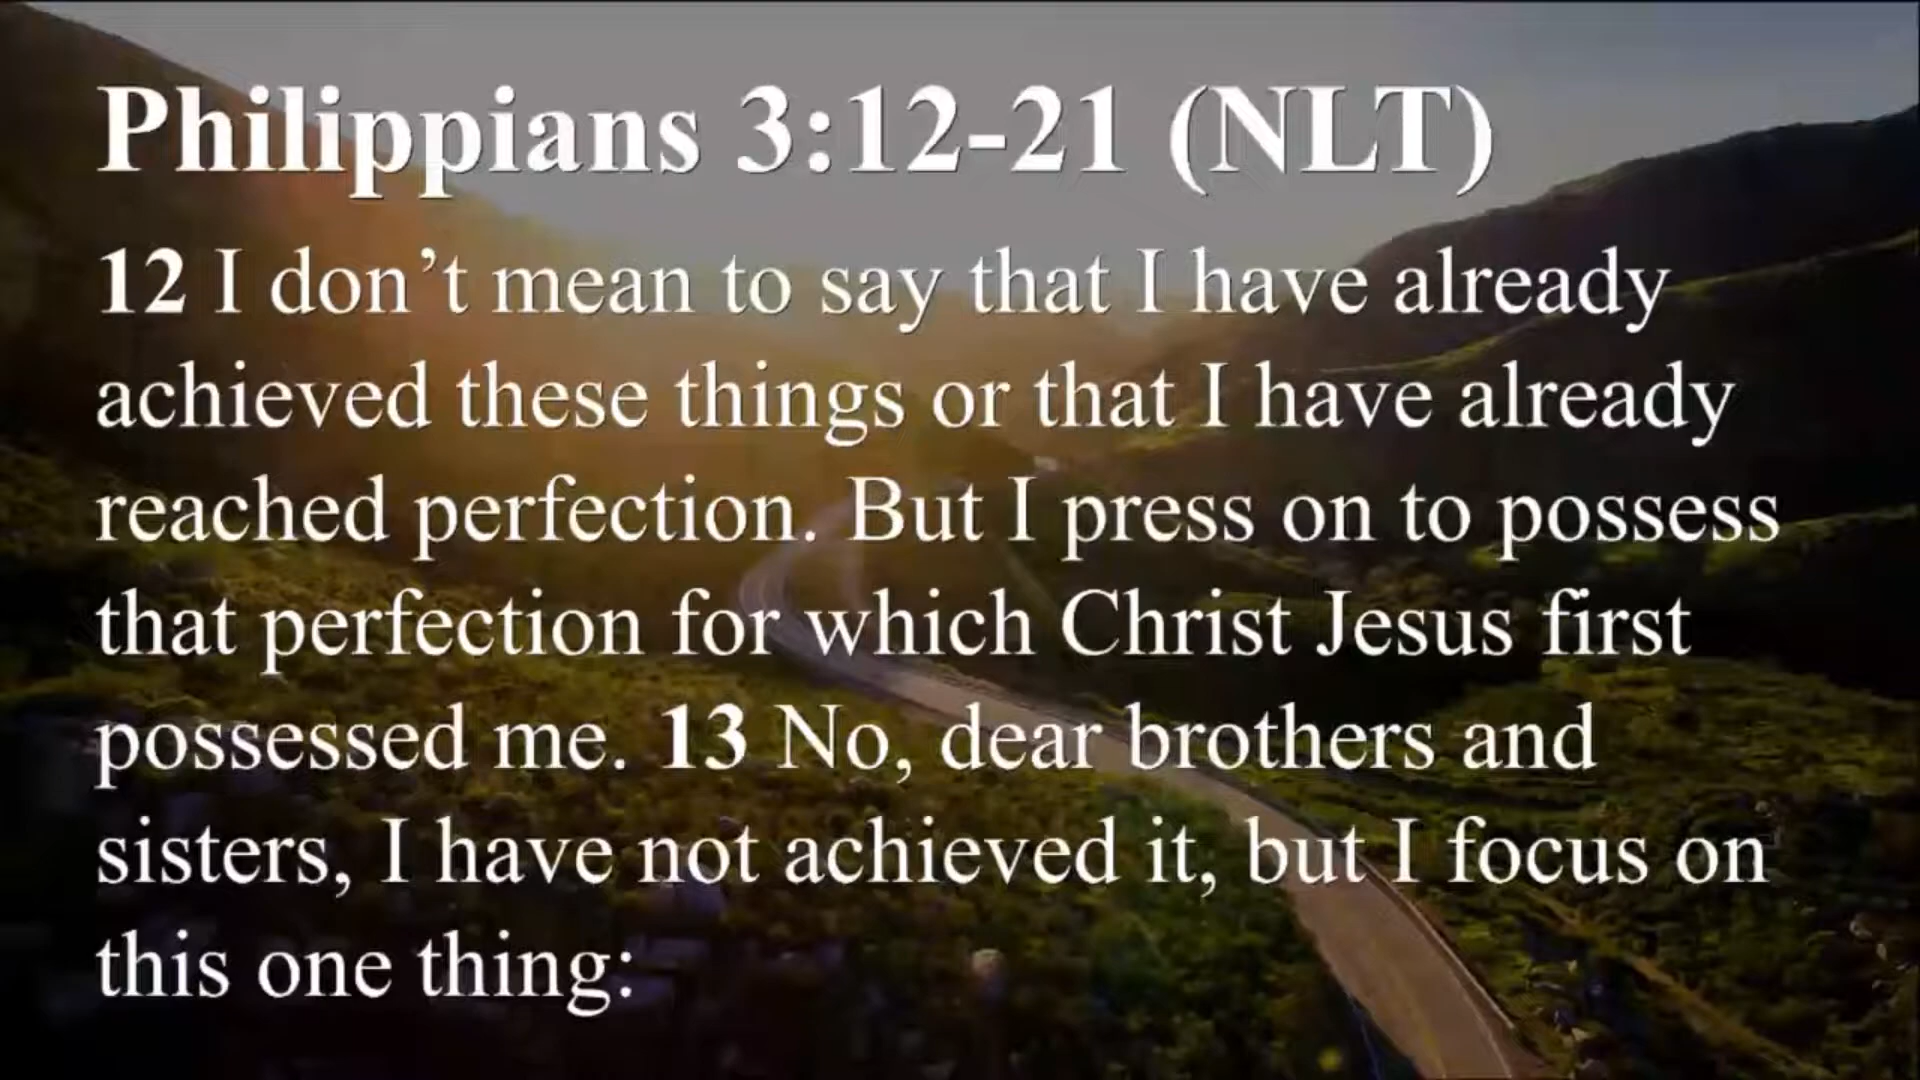 Philippians 3:12-21 (NLT)
12 I don’t mean to say that I have already
achieved these things or that I have already
reached perfection. But I press on to possess
that perfection for which Christ Jesus first
possessed me. 13 No, dear brothers and
sisters, I have not achieved it, but I focus on
this one thing: